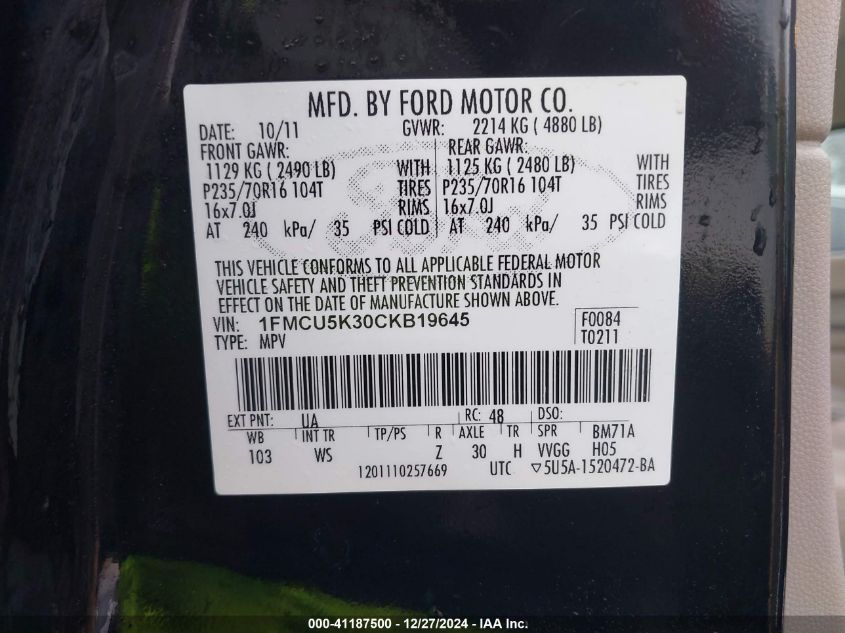 MFD. BY FORD MOTOR CO.
DATE: 10/11 GVWR: 2214 KG ( 4880 LB)
FRONT GAWR: REAR GAWR:
1129 KG ( 2490 LB) WITH 1125 KG ( 2480 LB) WITH
P235/70R16 104T TIRES P235/70R16 104T TIRES
16x7.0J RIMS 16x7.0J RIMS
AT 240 kPa/ 35 PSI COLD AT 240 kPa/ 35 PSI COLD
THIS VEHICLE CONFORMS TO ALL APPLICABLE FEDERAL MOTOR
VEHICLE SAFETY AND THEFT PREVENTION STANDARDS IN
EFFECT ON THE DATE OF MANUFACTURE SHOWN ABOVE.
VIN: 1FMCU5K30CKB19645 F0084
TYPE: MPV T0211
EXT PNT: UA RC: 48 DSO:
WB INT TR TP/PS R AXLE TR SPR BM71A
103 WS Z 30 H VVGG H05
1201110257669 UTC ▽5U5A-1520472-BA
000-41187500 - 12/27/2024 - IAA Inc.